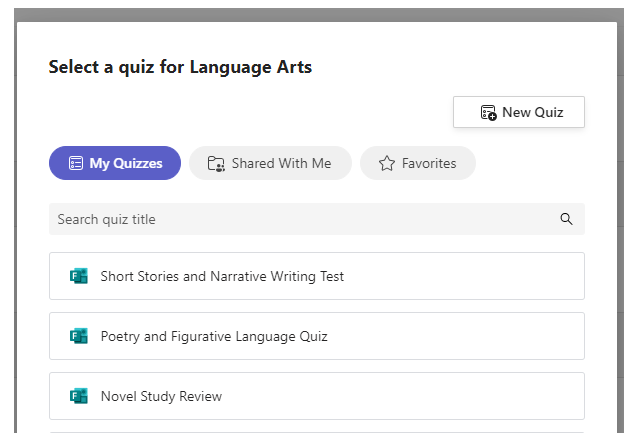 Select a quiz for Language Arts
New Quiz
My Quizzes
Shared With Me
Favorites
Search quiz title
Short Stories and Narrative Writing Test
Poetry and Figurative Language Quiz
Novel Study Review